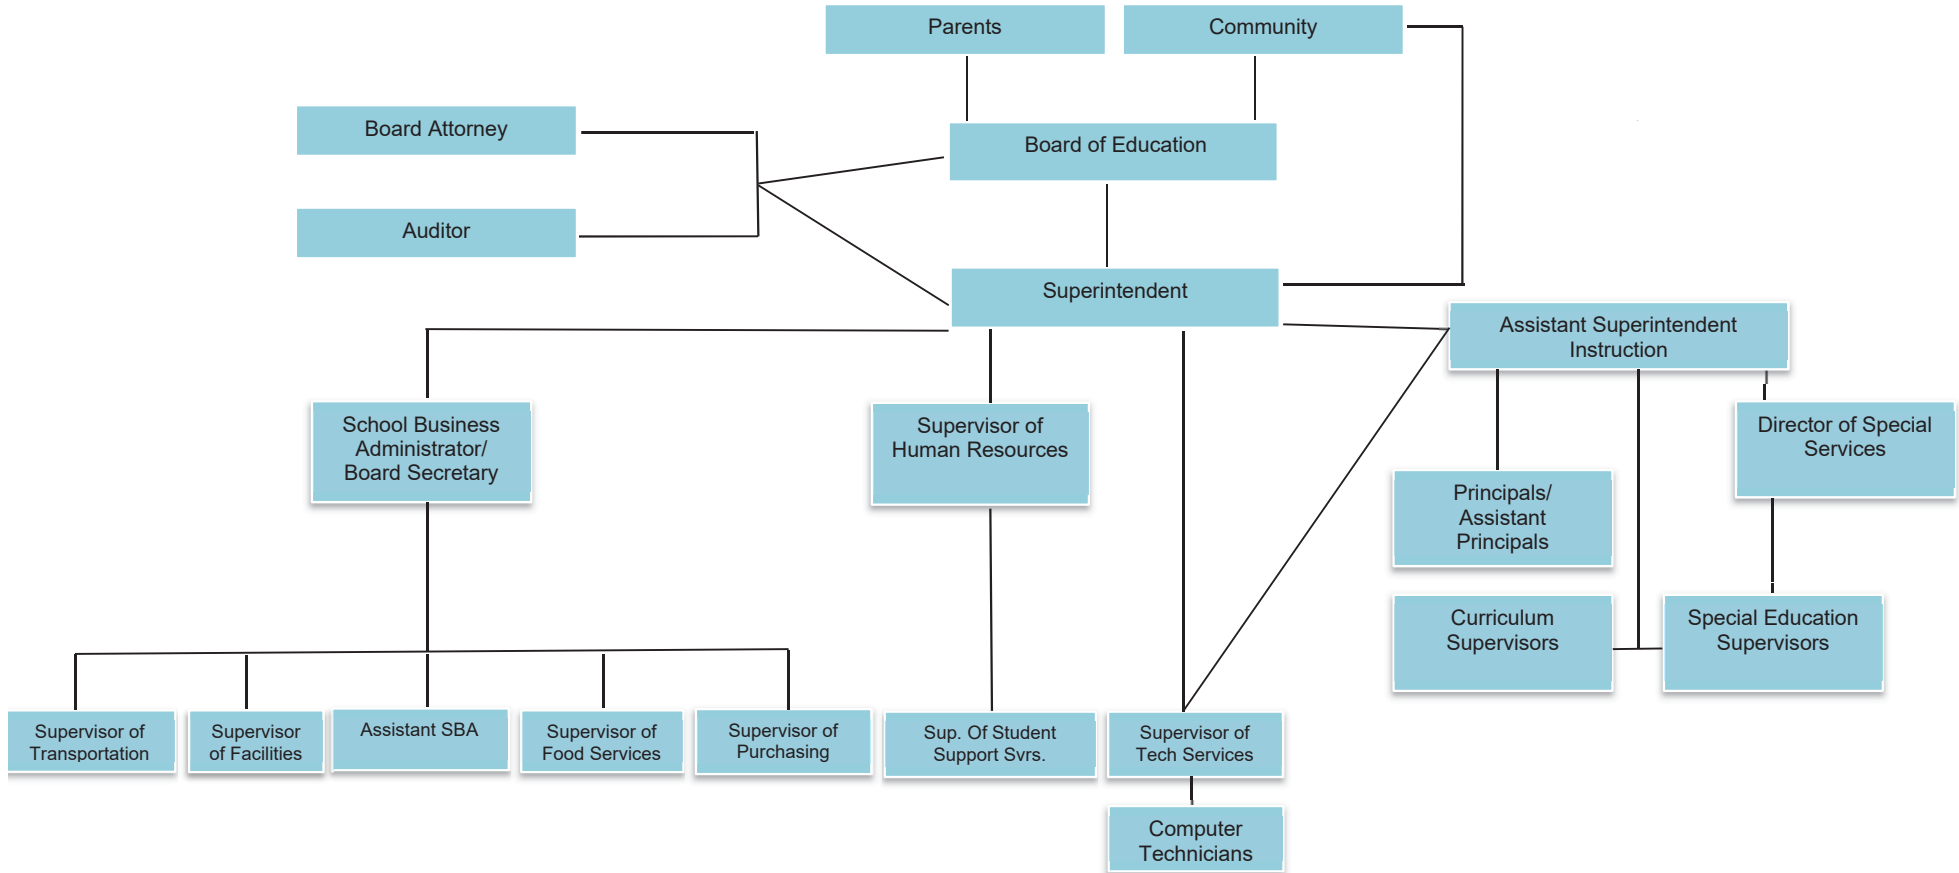 Parents
Community
Board Attorney
Board of Education
Auditor
Superintendent
Assistant Superintendent
Instruction
School Business
Administrator/
Board Secretary
Supervisor of
Human Resources
Director of Special
Services
Principals/
Assistant
Principals
Curriculum
Supervisors
Special Education
Supervisors
Supervisor of
Transportation
Supervisor
of Facilities
Assistant SBA
Supervisor of
Food Services
Supervisor of
Purchasing
Sup. Of Student
Support Svrs.
Supervisor of
Tech Services
Computer
Technicians